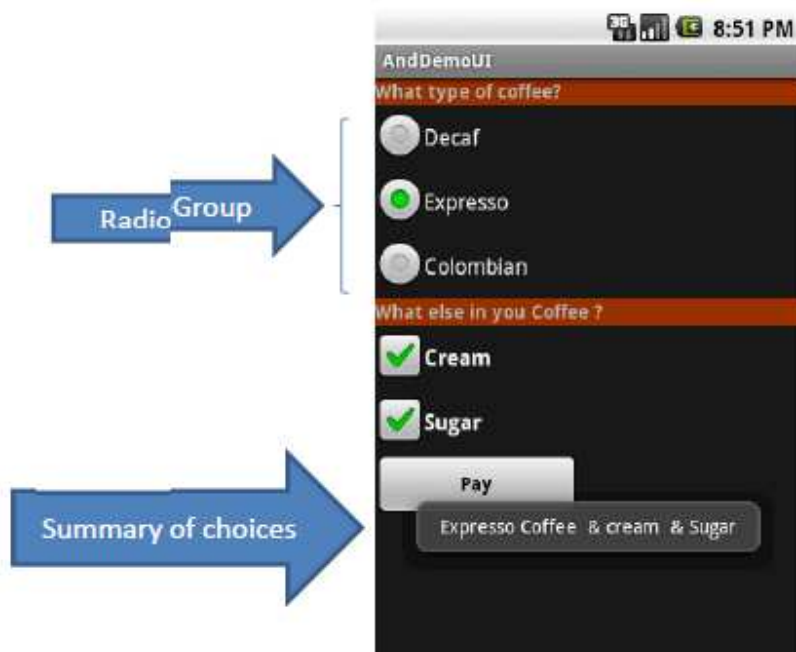 3G
8:51 PM
AndDemoUI
What type of coffee?
Decaf
Radio Group
Expresso
Colombian
What else in you Coffee ?
Cream
Sugar
Pay
Summary of choices
Expresso Coffee & cream & Sugar